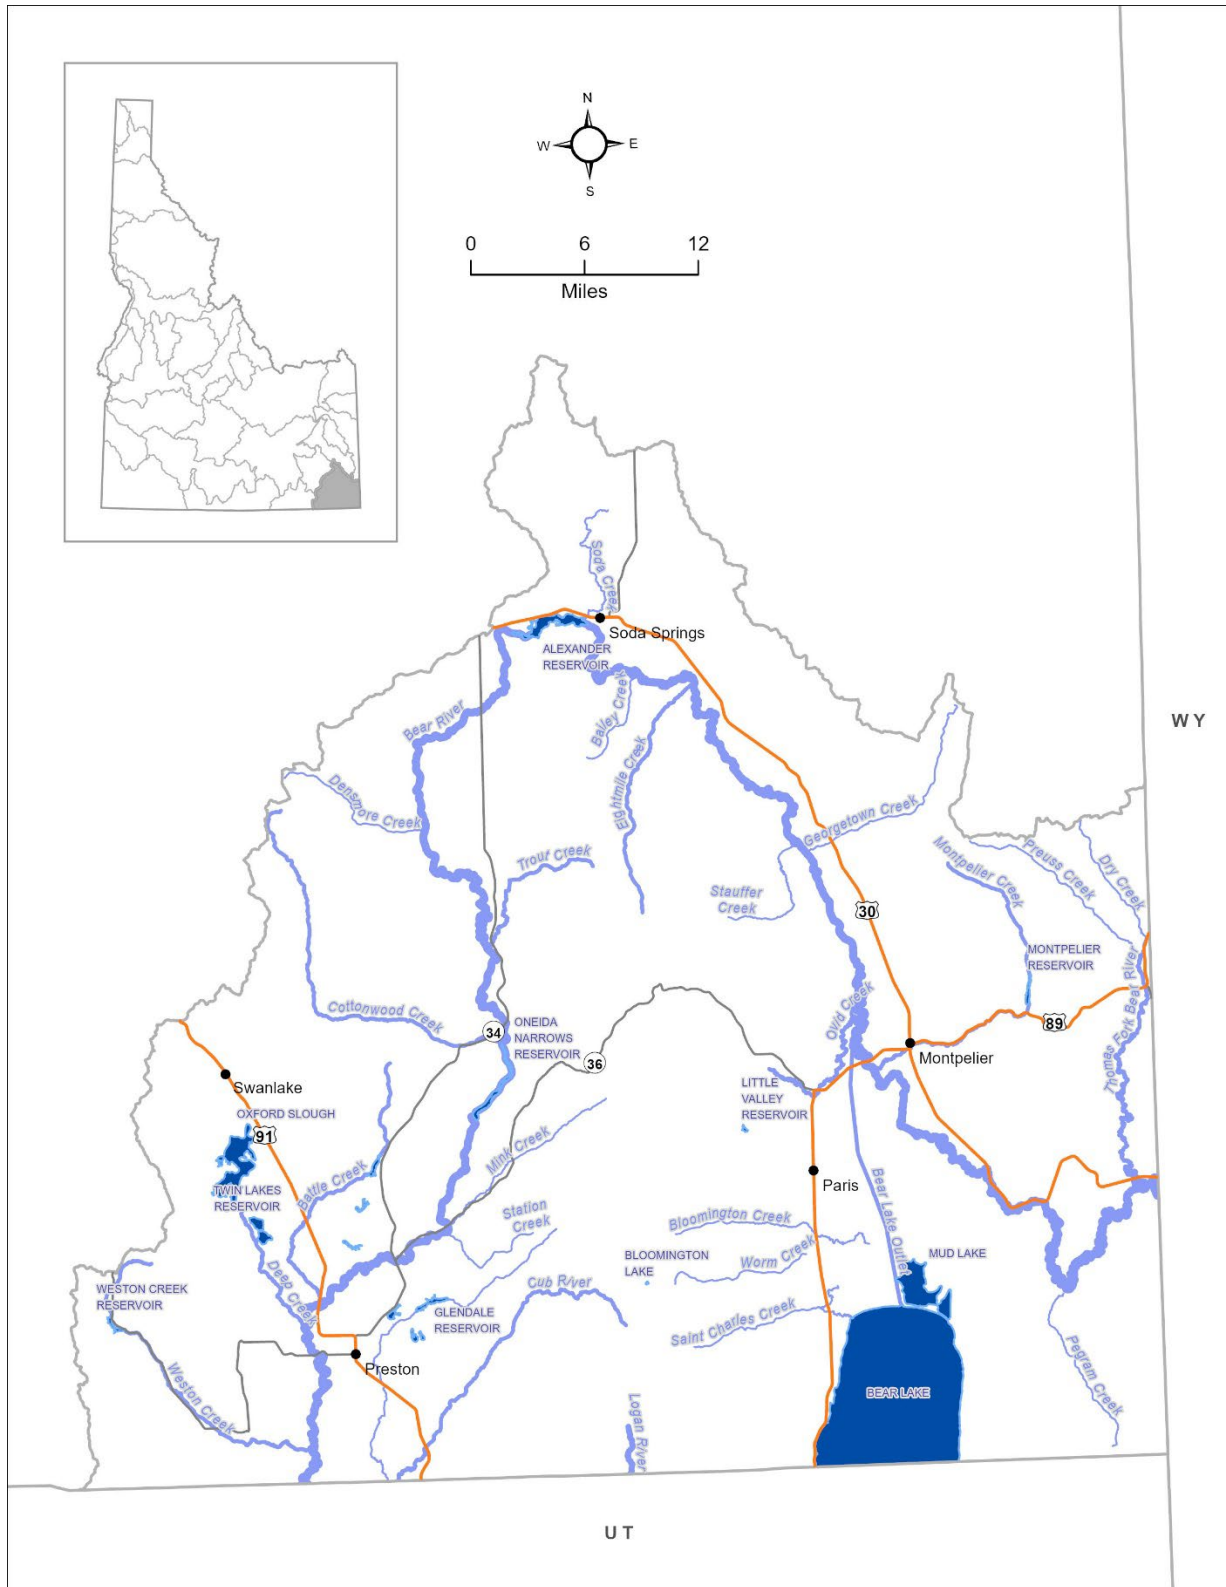 N
W
E
S
0 6 12
Miles
Soda Creek
Soda Springs
ALEXANDER
RESERVOIR
Bailey Creek
Bear River
WY
Eightmile Creek
Densmore Creek
Georgetown Creek
Trout Creek
Montpelier Creek
Preuss Creek
Dry Creek
Stauffer
Creek
30
MONTPELIER
RESERVOIR
Cottonwood Creek
34
ONEIDA
NARROWS
RESERVOIR
Ovid Creek
89
Thomas Fork Bear River
36
Montpelier
Swanlake
LITTLE
VALLEY
RESERVOIR
OXFORD SLOUGH
91
Mink Creek
Battle Creek
TWIN LAKES
RESERVOIR
Paris
Bear Lake Outlet
Station
Creek
Bloomington Creek
Worm Creek
BLOOMINGTON
LAKE
MUD LAKE
Deep Creek
Cub River
WESTON CREEK
RESERVOIR
GLENDALE
RESERVOIR
Saint Charles Creek
Preston
Pegram Creek
Weston Creek
BEAR LAKE
Logan River
UT